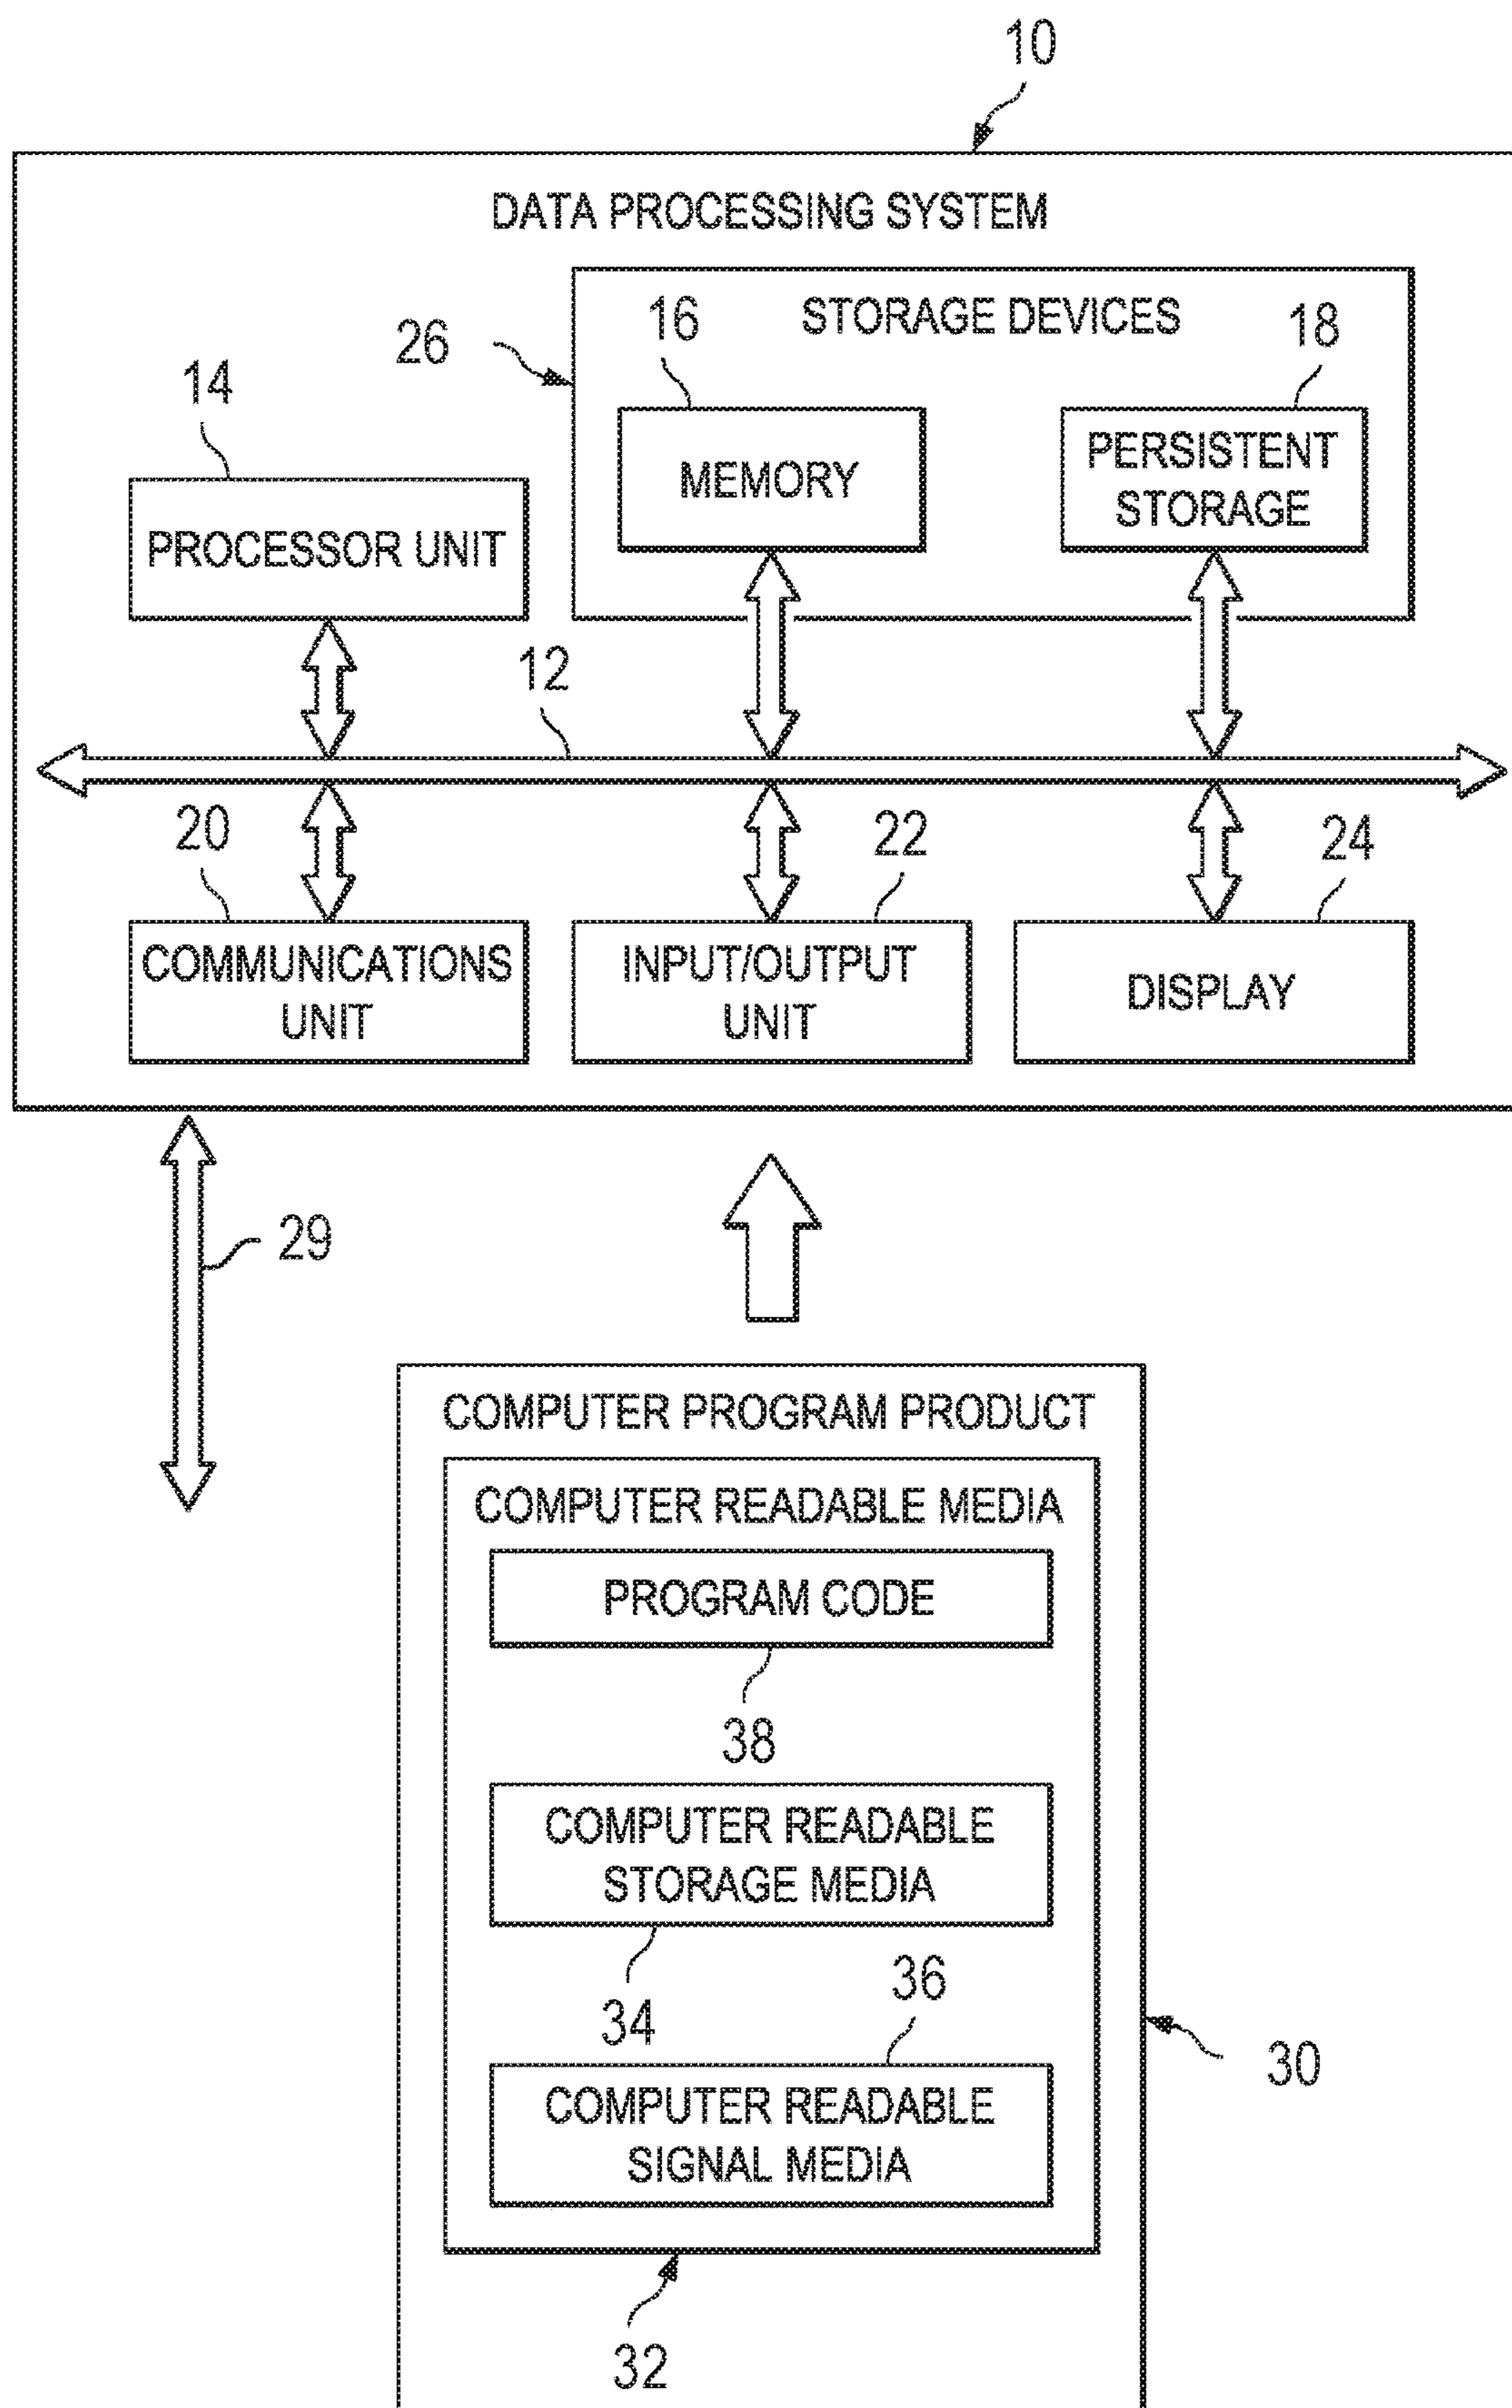 10
DATA PROCESSING SYSTEM
STORAGE DEVICES
26
16
18
14
MEMORY
PERSISTENT
STORAGE
PROCESSOR UNIT
12
20
22
24
COMMUNICATIONS
UNIT
INPUT/OUTPUT
UNIT
DISPLAY
29
COMPUTER PROGRAM PRODUCT
COMPUTER READABLE MEDIA
PROGRAM CODE
38
COMPUTER READABLE
STORAGE MEDIA
34
36
COMPUTER READABLE
SIGNAL MEDIA
30
32